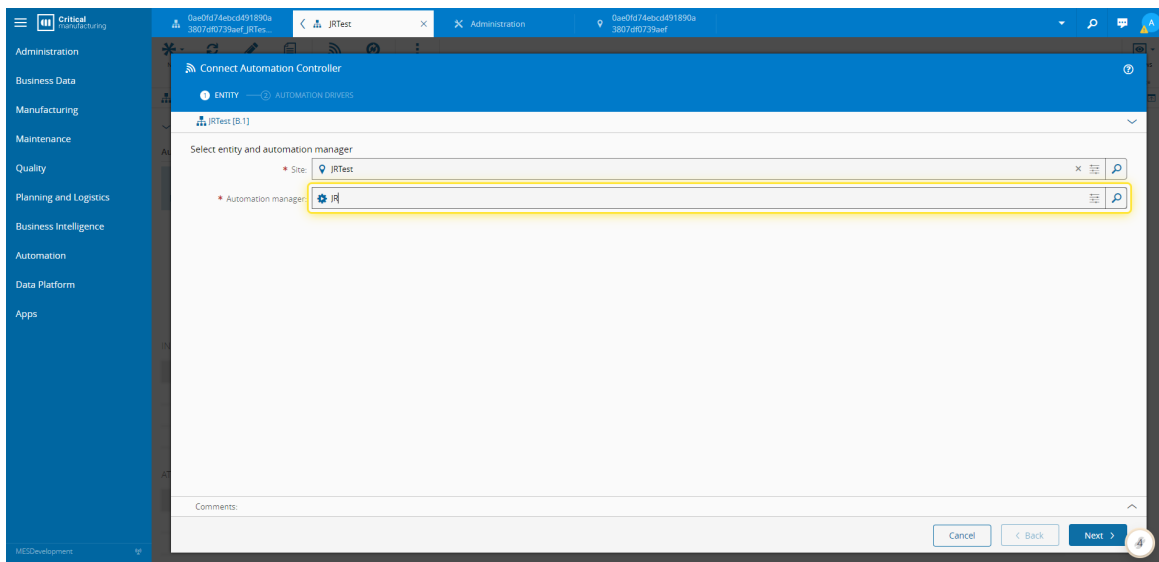 Critical
manufacturing
0ae0fd74ebcd491890a
3807df0739aef_JRTes...
JRTest
Administration
0ae0fd74ebcd491890a
3807df0739aef
A
Administration
Business Data
Manufacturing
Maintenance
Quality
Planning and Logistics
Business Intelligence
Automation
Data Platform
Apps
MESDevelopment
Connect Automation Controller
1 ENTITY 2 AUTOMATION DRIVERS
JRTest [B.1]
Select entity and automation manager
* Site: JRTest
* Automation manager: JR
Comments:
Cancel < Back Next >
4